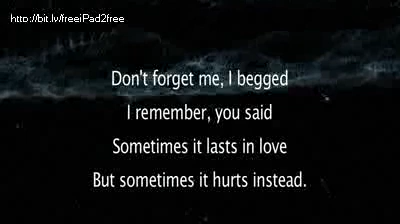 http://bit.lv/freeiPad2free
Don't forget me, I begged
I remember, you said
Sometimes it lasts in love
But sometimes it hurts instead.